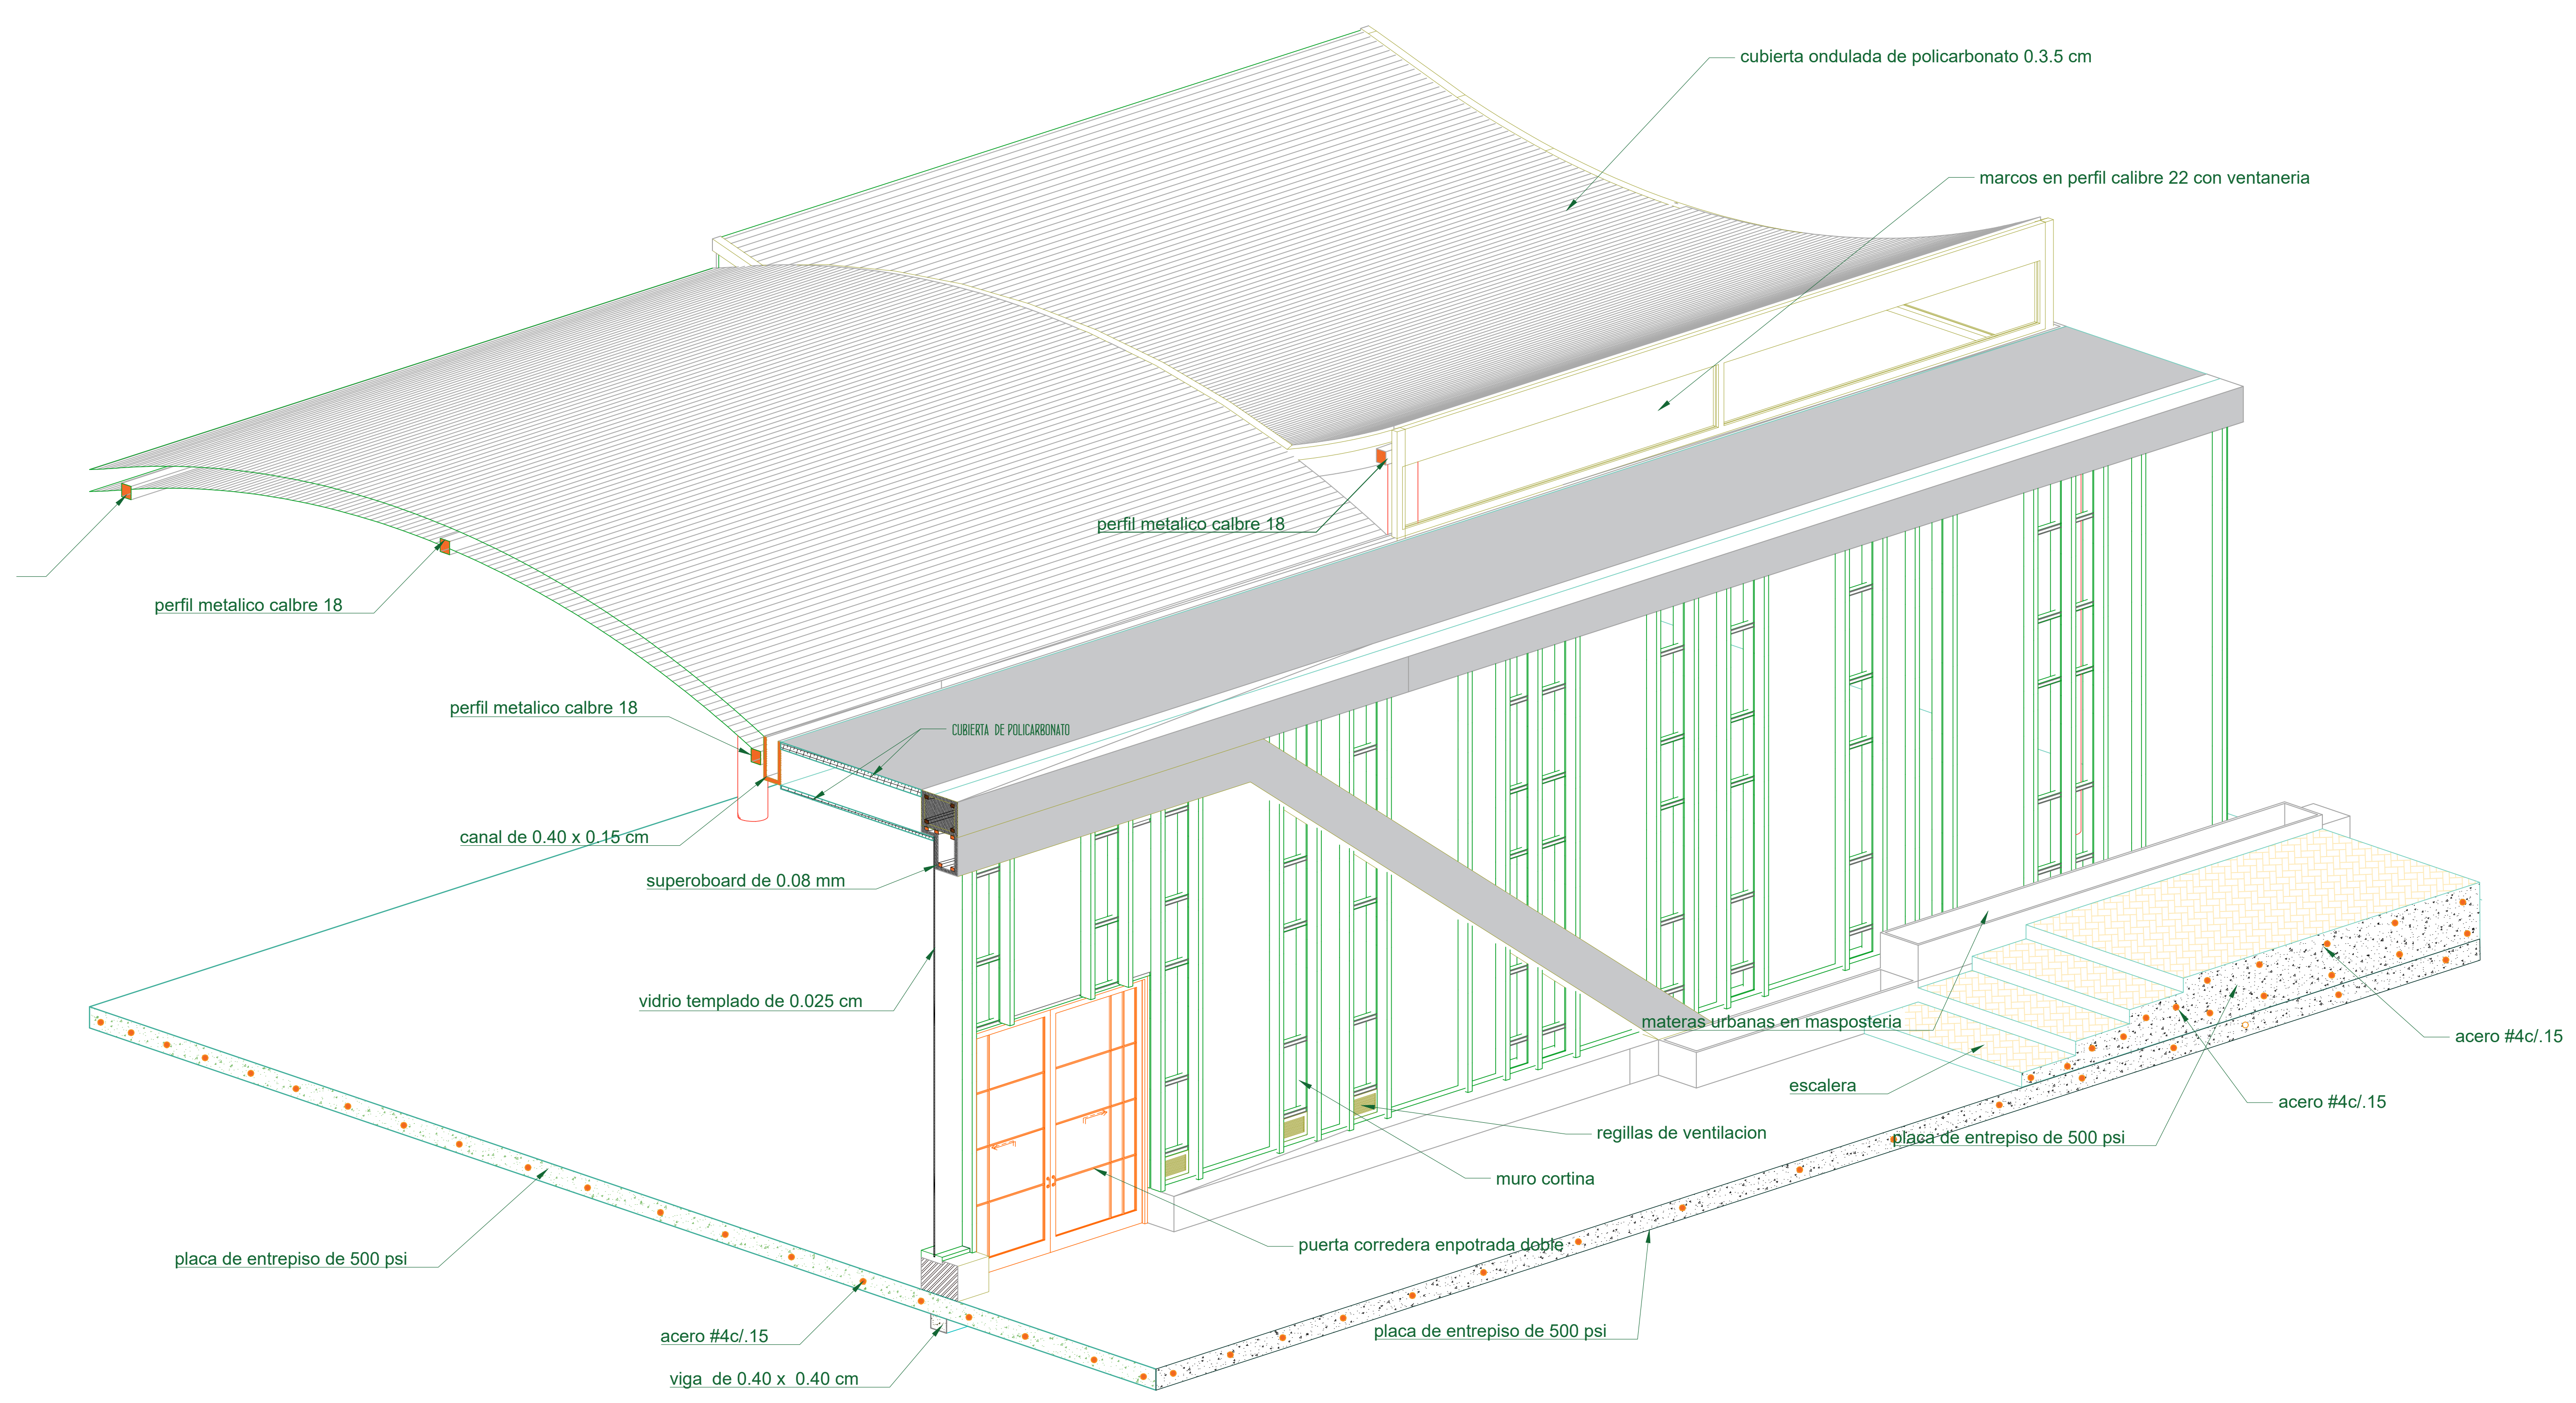 cubierta ondulada de policarbonato 0.3.5 cm
marcos en perfil calibre 22 con ventaneria
perfil metalico calbre 18
perfil metalico calbre 18
perfil metalico calbre 18
CUBIERTA DE POLICARBONATO
canal de 0.40 x 0.15 cm
superoboard de 0.08 mm
vidrio templado de 0.025 cm
materas urbanas en masposteria
acero #4c/.15
escalera
acero #4c/.15
regillas de ventilacion
placa de entrepiso de 500 psi
muro cortina
puerta corredera enpotrada doble
placa de entrepiso de 500 psi
placa de entrepiso de 500 psi
acero #4c/.15
viga de 0.40 x 0.40 cm